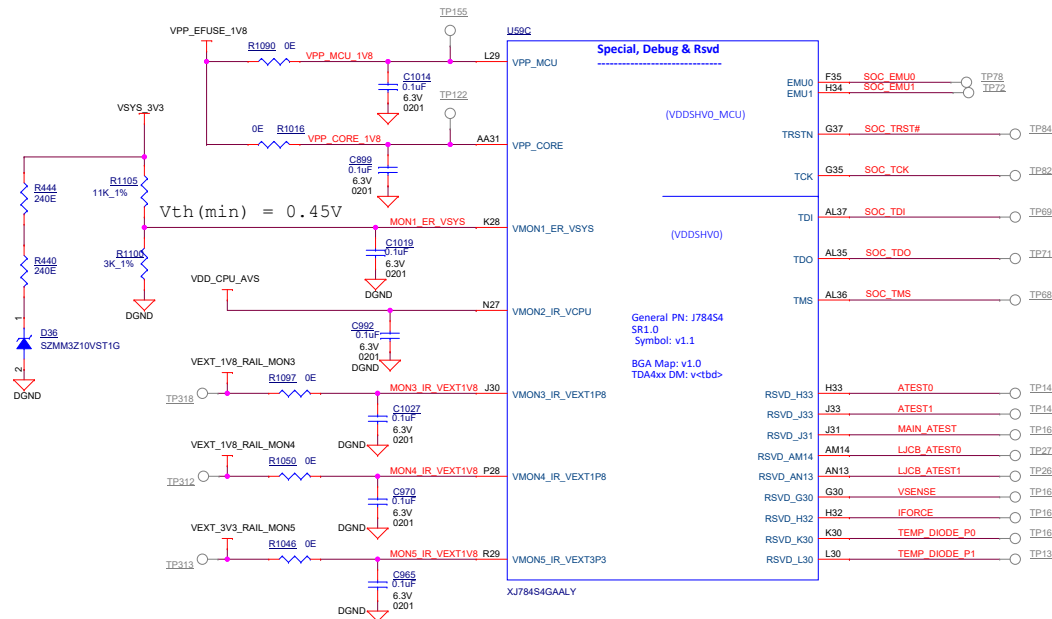 TP155
U59C
VPP_EFUSE_1V8
R1090 0E
VPP_MCU_1V8
L29
VPP_MCU
C1014
0.1uF
6.3V
0201
TP122
0E R1016
VPP_CORE_1V8
AA31
VPP_CORE
C899
0.1uF
6.3V
0201
VSYS_3V3
R444
240E
R1105
11K_1%
Vth(min) = 0.45V
MON1_ER_VSYS
K28
VMON1_ER_VSYS
R440
240E
R1100
3K_1%
DGND
C1019
0.1uF
6.3V
0201
DGND
D36
SZMM3Z10VST1G
2
DGND
VDD_CPU_AVS
N27
VMON2_IR_VCPU
C992
0.1uF
6.3V
0201
DGND
VEXT_1V8_RAIL_MON3
R1097 0E
MON3_IR_VEXT1V8
J30
VMON3_IR_VEXT1P8
TP318
C1027
0.1uF
6.3V
0201
DGND
VEXT_1V8_RAIL_MON4
R1050 0E
MON4_IR_VEXT1V8
P28
VMON4_IR_VEXT1P8
TP312
C970
0.1uF
6.3V
0201
DGND
VEXT_3V3_RAIL_MON5
R1046 0E
MON5_IR_VEXT1V8
R29
VMON5_IR_VEXT3P3
TP313
C965
0.1uF
6.3V
0201
DGND
Special, Debug & Rsvd
-----------------------------
(VDDSHV0_MCU)
EMU0 F35 SOC_EMU0 TP78
EMU1 H34 SOC_EMU1 TP72
TRSTN G37 SOC_TRST# TP84
TCK G35 SOC_TCK TP82
(VDDSHV0)
TDI AL37 SOC_TDI TP69
TDO AL35 SOC_TDO TP71
TMS AL36 SOC_TMS TP68
General PN: J784S4
SR1.0
Symbol: v1.1
BGA Map: v1.0
TDA4xx DM: v<tbd>
RSVD_H33 H33 ATEST0 TP14
RSVD_J33 J33 ATEST1 TP14
RSVD_J31 J31 MAIN_ATEST TP16
RSVD_AM14 AM14 LJCB_ATEST0 TP27
RSVD_AN13 AN13 LJCB_ATEST1 TP26
RSVD_G30 G30 VSENSE TP16
RSVD_H32 H32 IFORCE TP16
RSVD_K30 K30 TEMP_DIODE_P0 TP16
RSVD_L30 L30 TEMP_DIODE_P1 TP13
XJ784S4GAALY